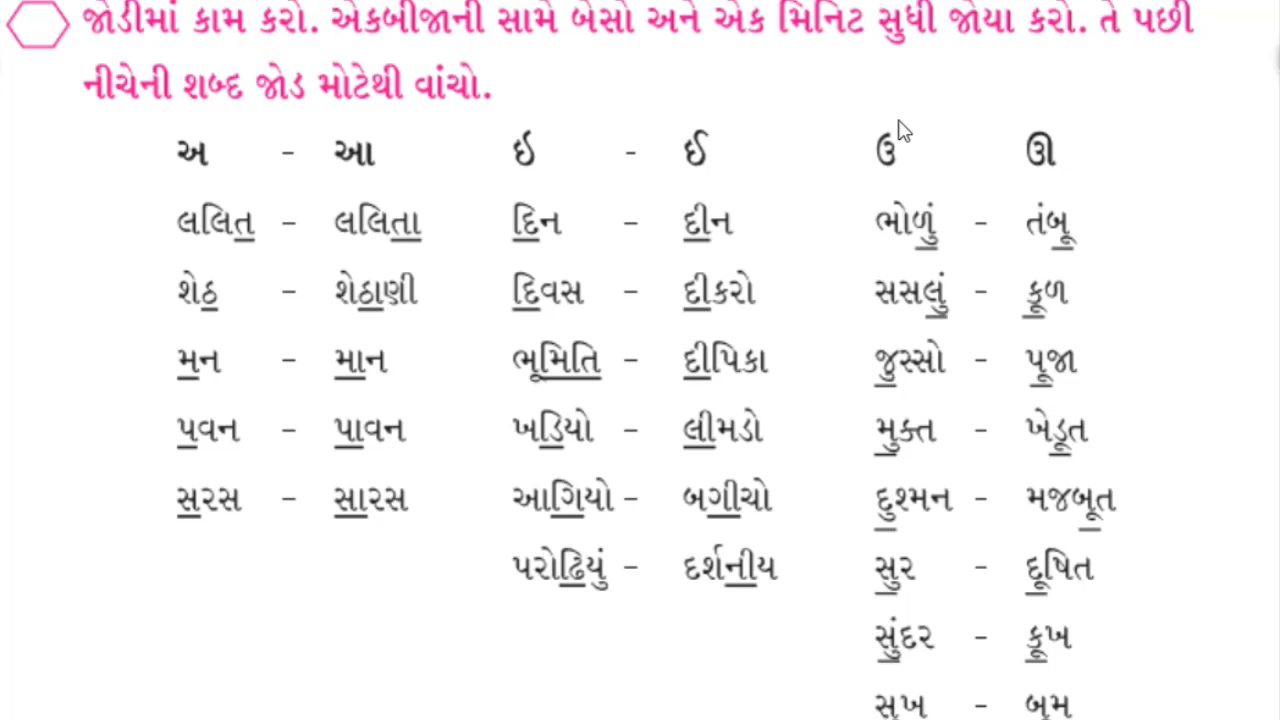 જોડીમાં કામ કરો. એકબીજાની સામે બેસો અને એક મિનિટ સુધી જોયા કરો. તે પછી
નીચેની શબ્દ જોડ મોટેથી વાંચો.
અ - આ ઇ - ઈ ઉ ઊ
લલિત - લલિતા દિન - દીન ભોળું - તંબૂ
શેઠ - શેઠાણી દિવસ - દીકરો સસલું - કૂળ
મન - માન ભૂમિતિ - દીપિકા જુસ્સો - પૂજા
પવન - પાવન ખડિયો - લીમડો મુક્ત - ખેડૂત
સરસ - સારસ આગિયો - બગીચો દુશ્મન - મજબૂત
પરોઢિયું - દર્શનીય સુર - દૂષિત
સુંદર - કૂખ
સુખ - બૂમ